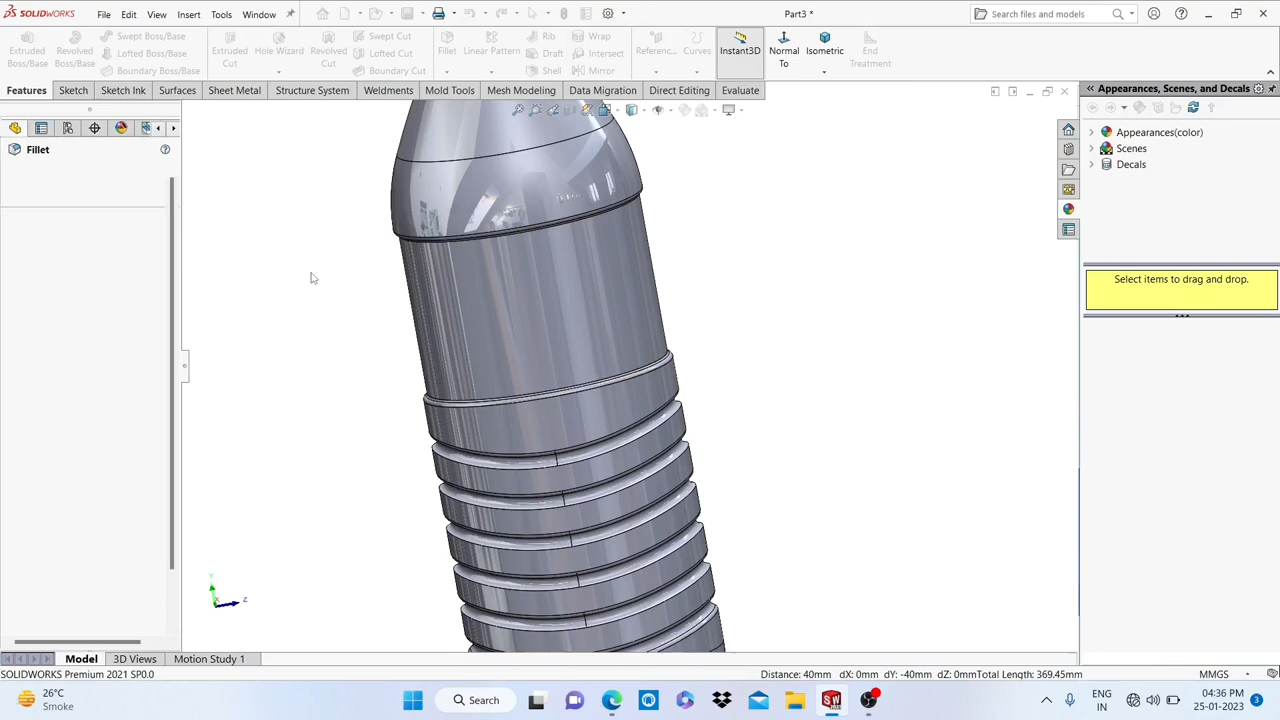 SOLIDWORKS File Edit View Insert Tools Window Part3 * Search files and models
Extruded Boss/Base
Revolved Boss/Base
Swept Boss/Base
Lofted Boss/Base
Boundary Boss/Base
Extruded Cut
Hole Wizard
Revolved Cut
Swept Cut
Lofted Cut
Boundary Cut
Fillet
Linear Pattern
Rib
Draft
Shell
Wrap
Intersect
Mirror
Referenc...
Curves
Instant3D
Normal To
Isometric
End Treatment
Features Sketch Sketch Ink Surfaces Sheet Metal Structure System Weldments Mold Tools Mesh Modeling Data Migration Direct Editing Evaluate
Appearances, Scenes, and Decals
Fillet
Appearances(color)
Scenes
Decals
Select items to drag and drop.
Y
Z
Model 3D Views Motion Study 1
SOLIDWORKS Premium 2021 SP0.0 Distance: 40mm dX: 0mm dY: -40mm dZ: 0mmTotal Length: 369.45mm MMGS
26°C
Smoke
Search
ENG
IN
04:36 PM
25-01-2023
3